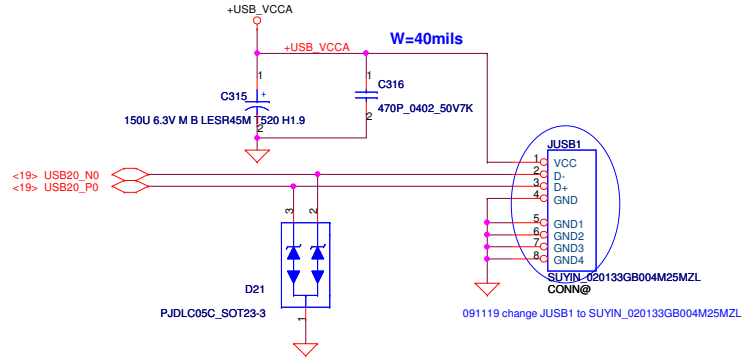 +USB_VCCA
+USB_VCCA
W=40mils
1
C315
+
2
150U 6.3V M B LESR45M T520 H1.9
1
C316
470P_0402_50V7K
2
<19> USB20_N0
<19> USB20_P0
3
2
D21
PJDLC05C_SOT23-3
1
JUSB1
1 VCC
2 D-
3 D+
4 GND
5 GND1
6 GND2
7 GND3
8 GND4
SUYIN_020133GB004M25MZL
CONN@
091119 change JUSB1 to SUYIN_020133GB004M25MZL